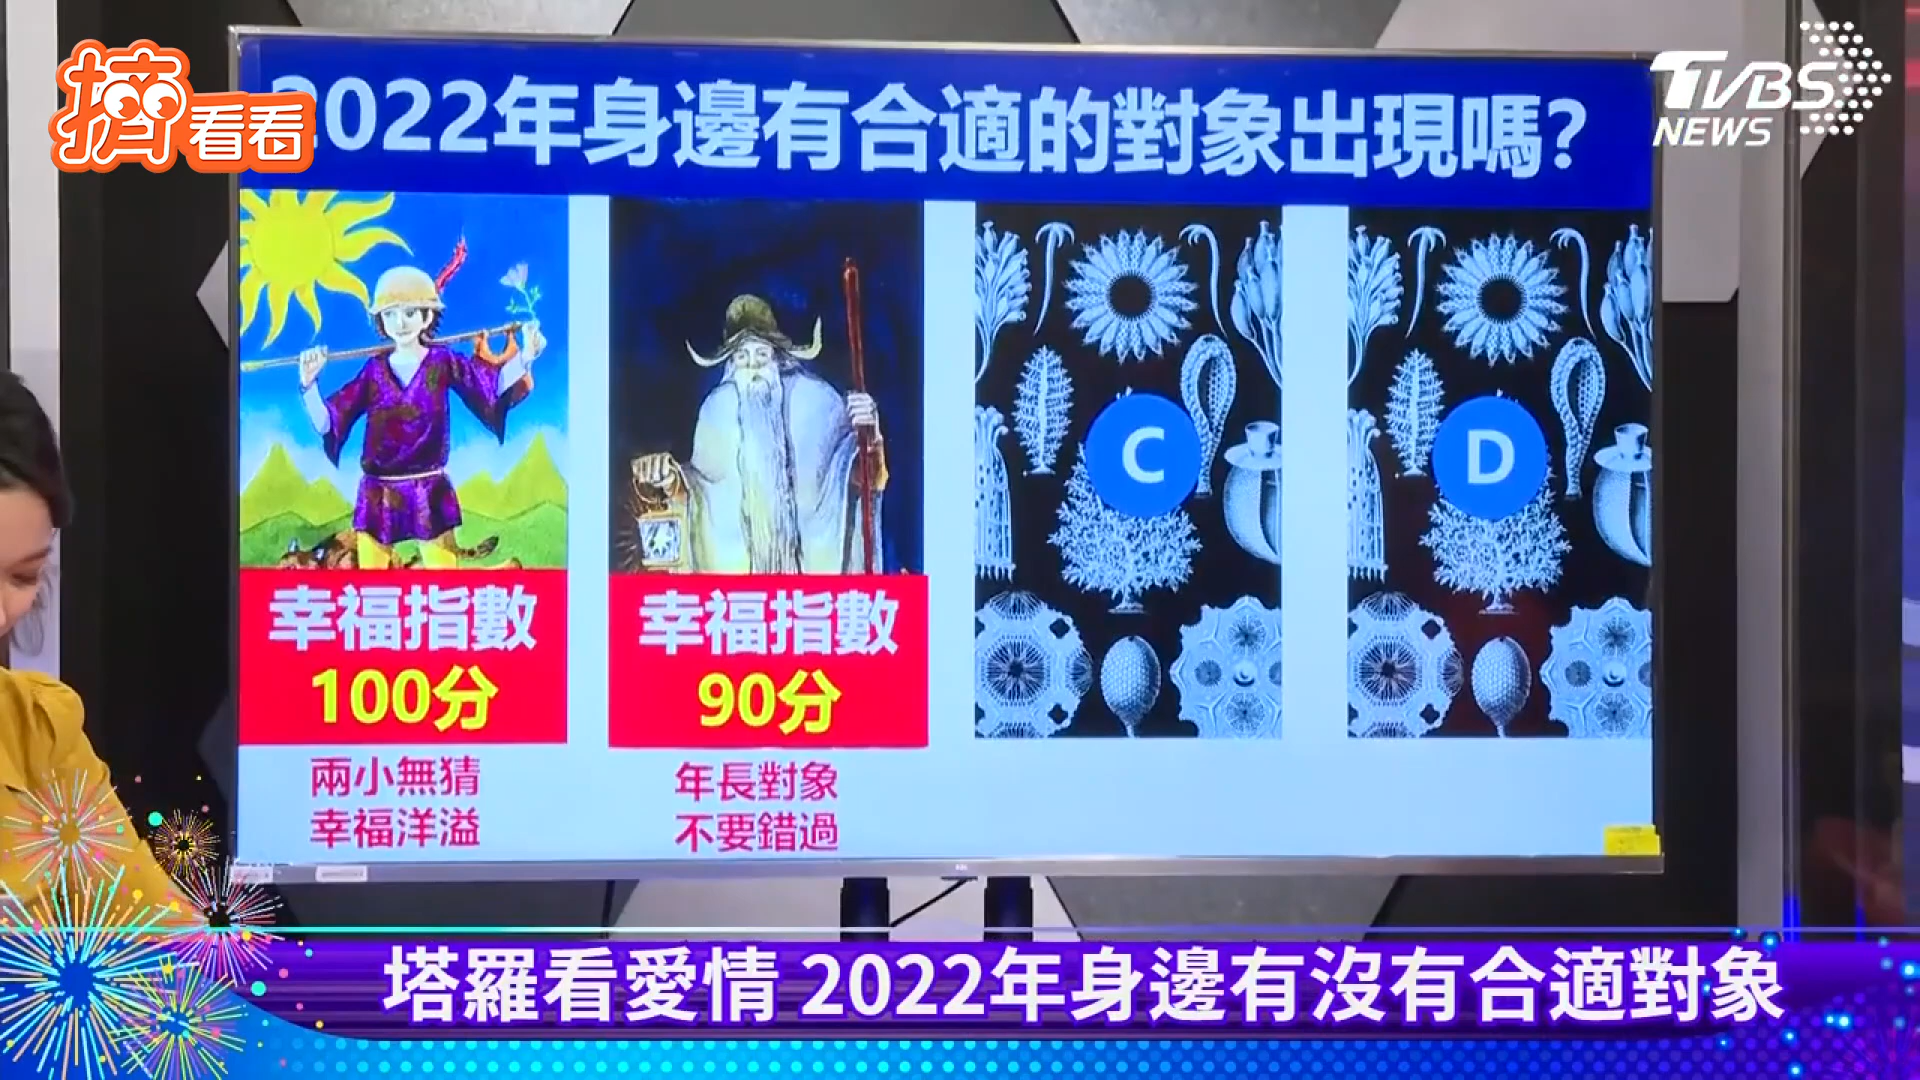 擠看看
TVBS
NEWS
2022年身邊有合適的對象出現嗎?
C
D
幸福指數
100分
幸福指數
90分
兩小無猜
幸福洋溢
年長對象
不要錯過
塔羅看愛情 2022年身邊有沒有合適對象